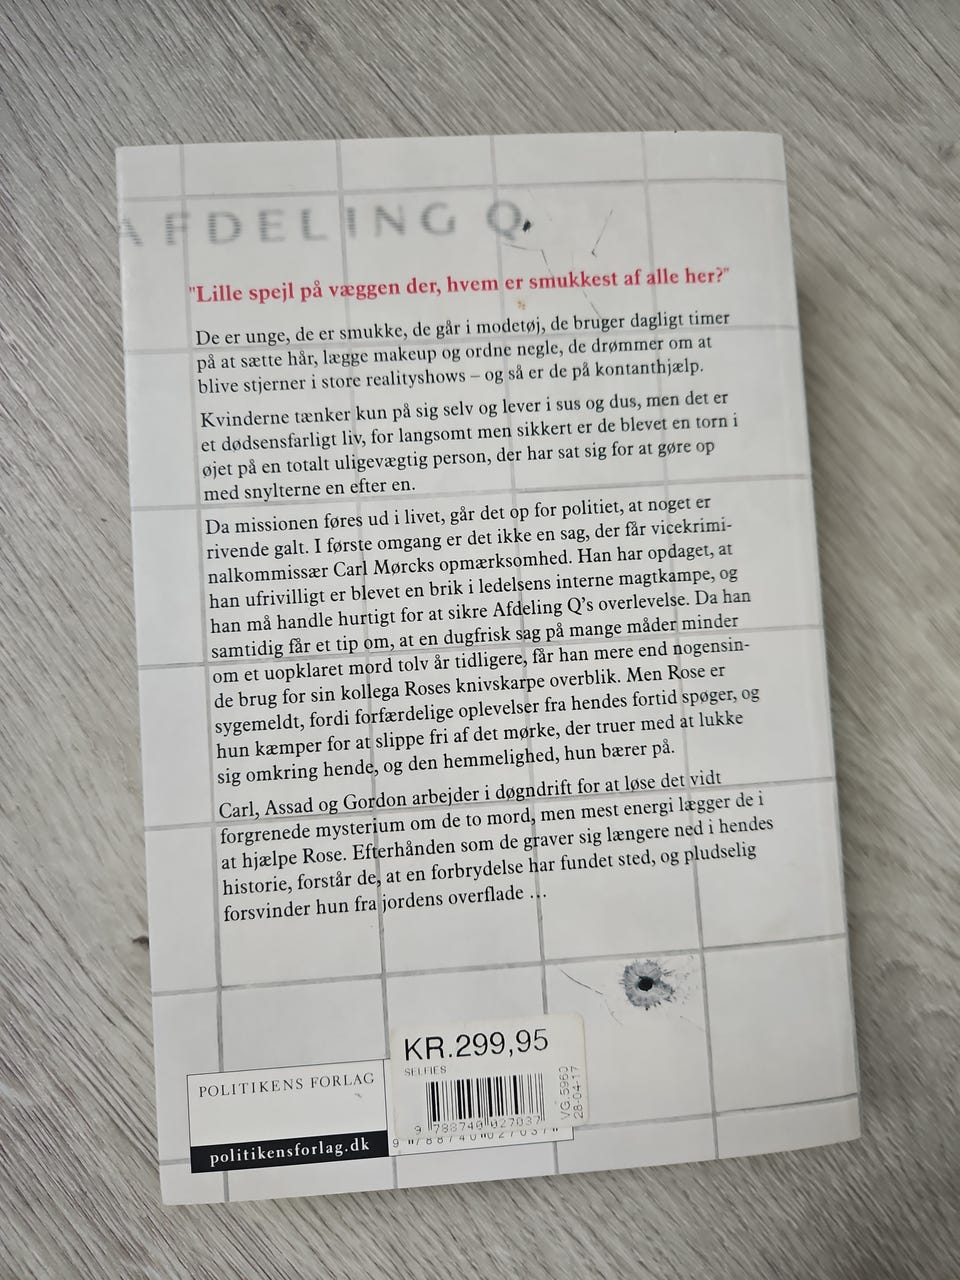 AFDELING Q
"Lille spejl på væggen der, hvem er smukkest af alle her?"
De er unge, de er smukke, de går i modetøj, de bruger dagligt timer
på at sætte hår, lægge makeup og ordne negle, de drømmer om at
blive stjerner i store realityshows – og så er de på kontanthjælp.
Kvinderne tænker kun på sig selv og lever i sus og dus, men det er
et dødsensfarligt liv, for langsomt men sikkert er de blevet en torn i
øjet på en totalt uligevægtig person, der har sat sig for at gøre op
med snylterne en efter en.
Da missionen føres ud i livet, går det op for politiet, at noget er
rivende galt. I første omgang er det ikke en sag, der får vicekrimi-
nalkommissær Carl Mørcks opmærksomhed. Han har opdaget, at
han ufrivilligt er blevet en brik i ledelsens interne magtkampe, og
han må handle hurtigt for at sikre Afdeling Q's overlevelse. Da han
samtidig får et tip om, at en dugfrisk sag på mange måder minder
om et uopklaret mord tolv år tidligere, får han mere end nogensin-
de brug for sin kollega Roses knivskarpe overblik. Men Rose er
sygemeldt, fordi forfærdelige oplevelser fra hendes fortid spøger, og
hun kæmper for at slippe fri af det mørke, der truer med at lukke
sig omkring hende, og den hemmelighed, hun bærer på.
Carl, Assad og Gordon arbejder i døgndrift for at løse det vidt
forgrenede mysterium om de to mord, men mest energi lægger de i
at hjælpe Rose. Efterhånden som de graver sig længere ned i hendes
historie, forstår de, at en forbrydelse har fundet sted, og pludselig
forsvinder hun fra jordens overflade …
KR.299,95
SELFIES
VG.5960
28-04-17
9 788740 027037
9 788740 027037
POLITIKENS FORLAG
politikensforlag.dk